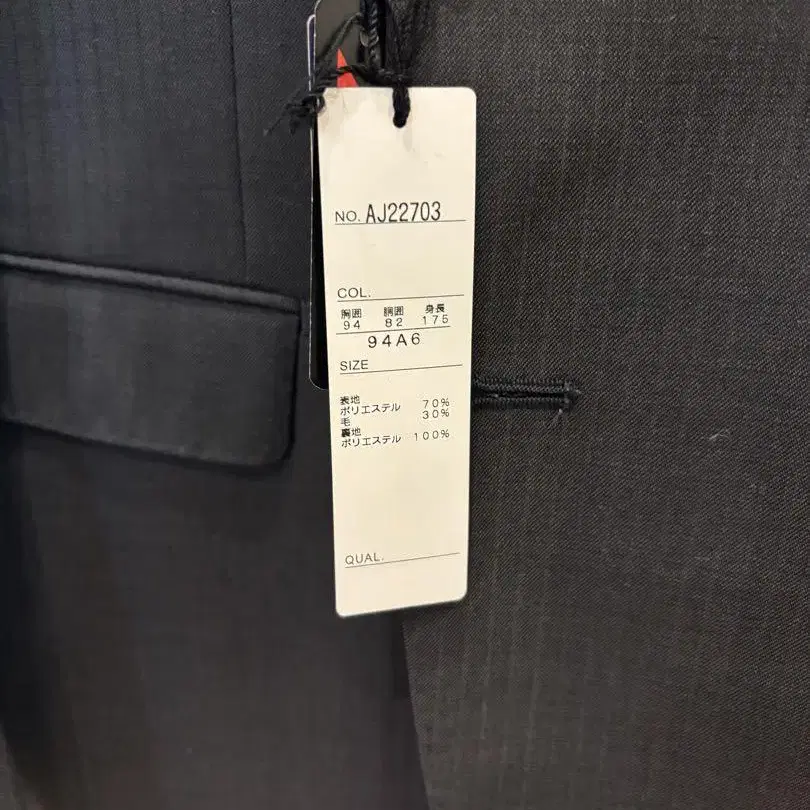 NO. AJ22703
COL.
胸囲 胴囲 身長
94 82 175
94A6
SIZE
表地
ポリエステル 70%
毛 30%
裏地
ポリエステル 100%
QUAL.